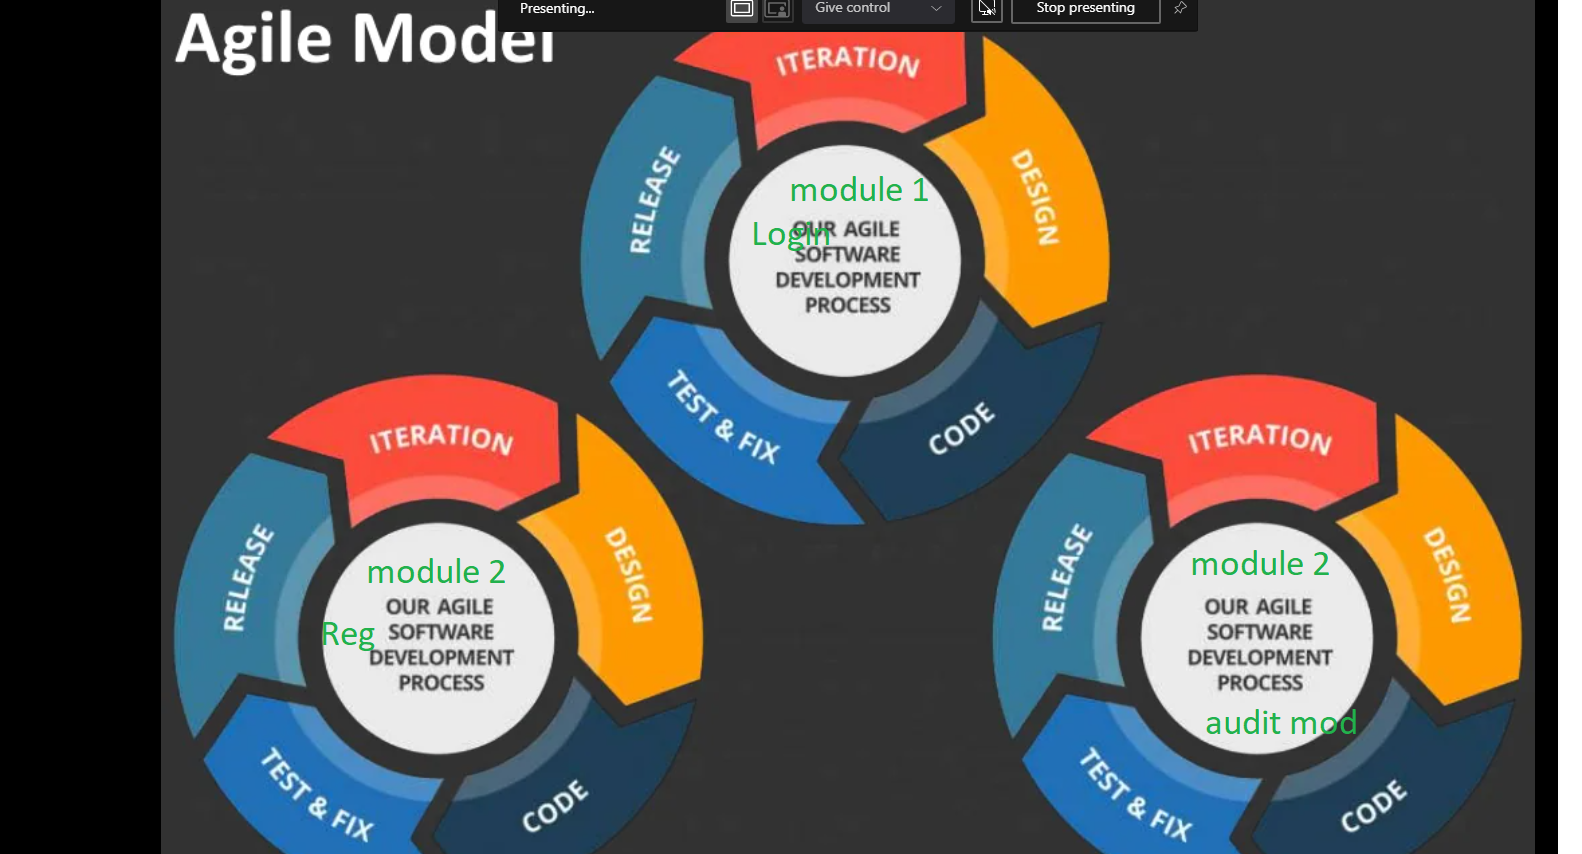 Presenting...
Give control
Stop presenting
Agile Model
ITERATION
DESIGN
CODE
TEST & FIX
RELEASE
module 1
Login
OUR AGILE
SOFTWARE
DEVELOPMENT
PROCESS
ITERATION
DESIGN
CODE
TEST & FIX
RELEASE
module 2
OUR AGILE
Reg SOFTWARE
DEVELOPMENT
PROCESS
ITERATION
DESIGN
CODE
TEST & FIX
RELEASE
module 2
OUR AGILE
SOFTWARE
DEVELOPMENT
PROCESS
audit mod